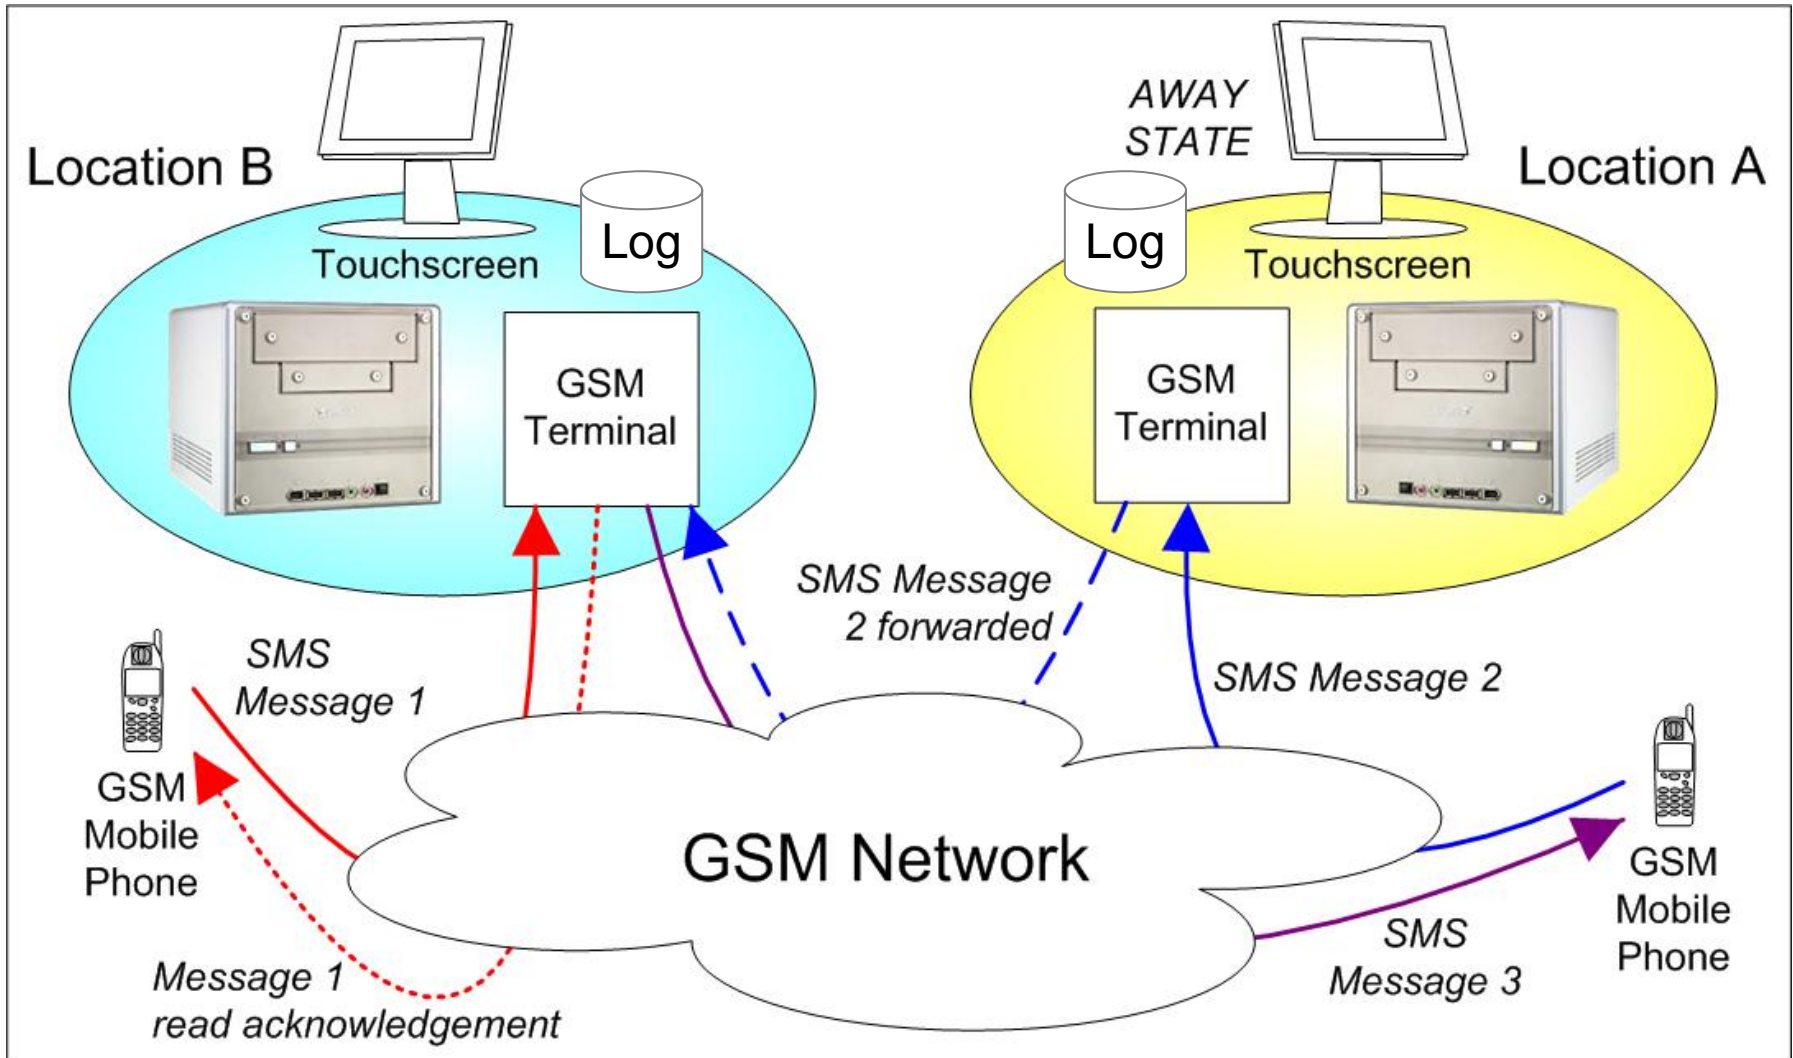 AWAY
STATE
Location B
Location A
Log
Log
Touchscreen
Touchscreen
GSM
Terminal
GSM
Terminal
SMS Message
2 forwarded
SMS
Message 1
SMS Message 2
GSM
Mobile
Phone
GSM Network
GSM
Mobile
Phone
SMS
Message 3
Message 1
read acknowledgement